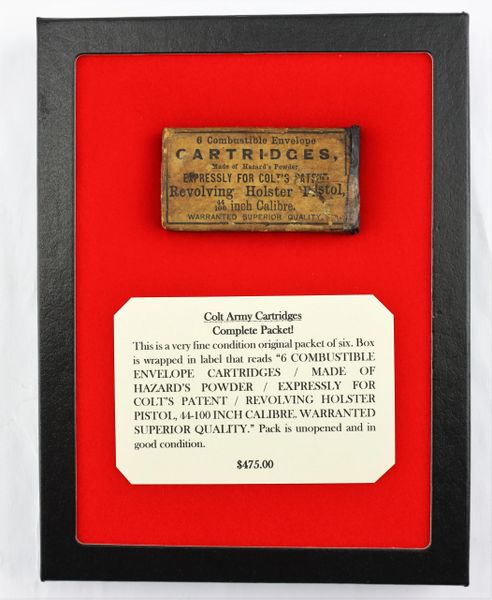 6 Combustible Envelope
CARTRIDGES,
Made of Hazard's Powder,
EXPRESSLY FOR COLT'S PATENT
Revolving Holster Pistol,
44/100 inch Calibre.
WARRANTED SUPERIOR QUALITY.
Colt Army Cartridges
Complete Packet!
This is a very fine condition original packet of six. Box
is wrapped in label that reads “6 COMBUSTIBLE
ENVELOPE CARTRIDGES / MADE OF
HAZARD’S POWDER / EXPRESSLY FOR
COLT’S PATENT / REVOLVING HOLSTER
PISTOL, 44-100 INCH CALIBRE. WARRANTED
SUPERIOR QUALITY.” Pack is unopened and in
good condition.
$475.00